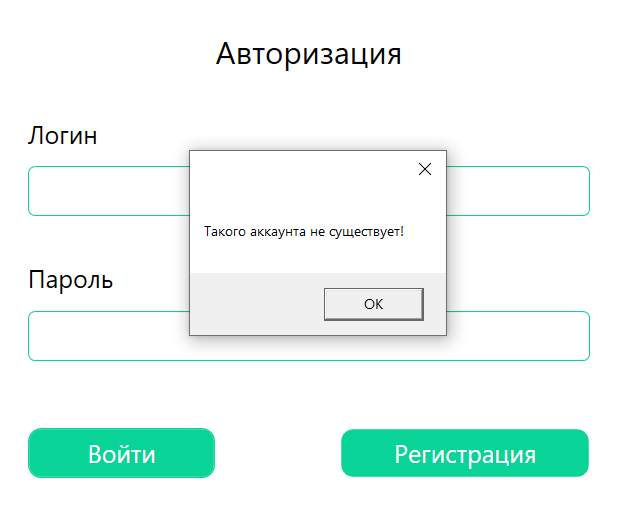 Авторизация
Логин
Такого аккаунта не существует!
Пароль
OK
Войти
Регистрация